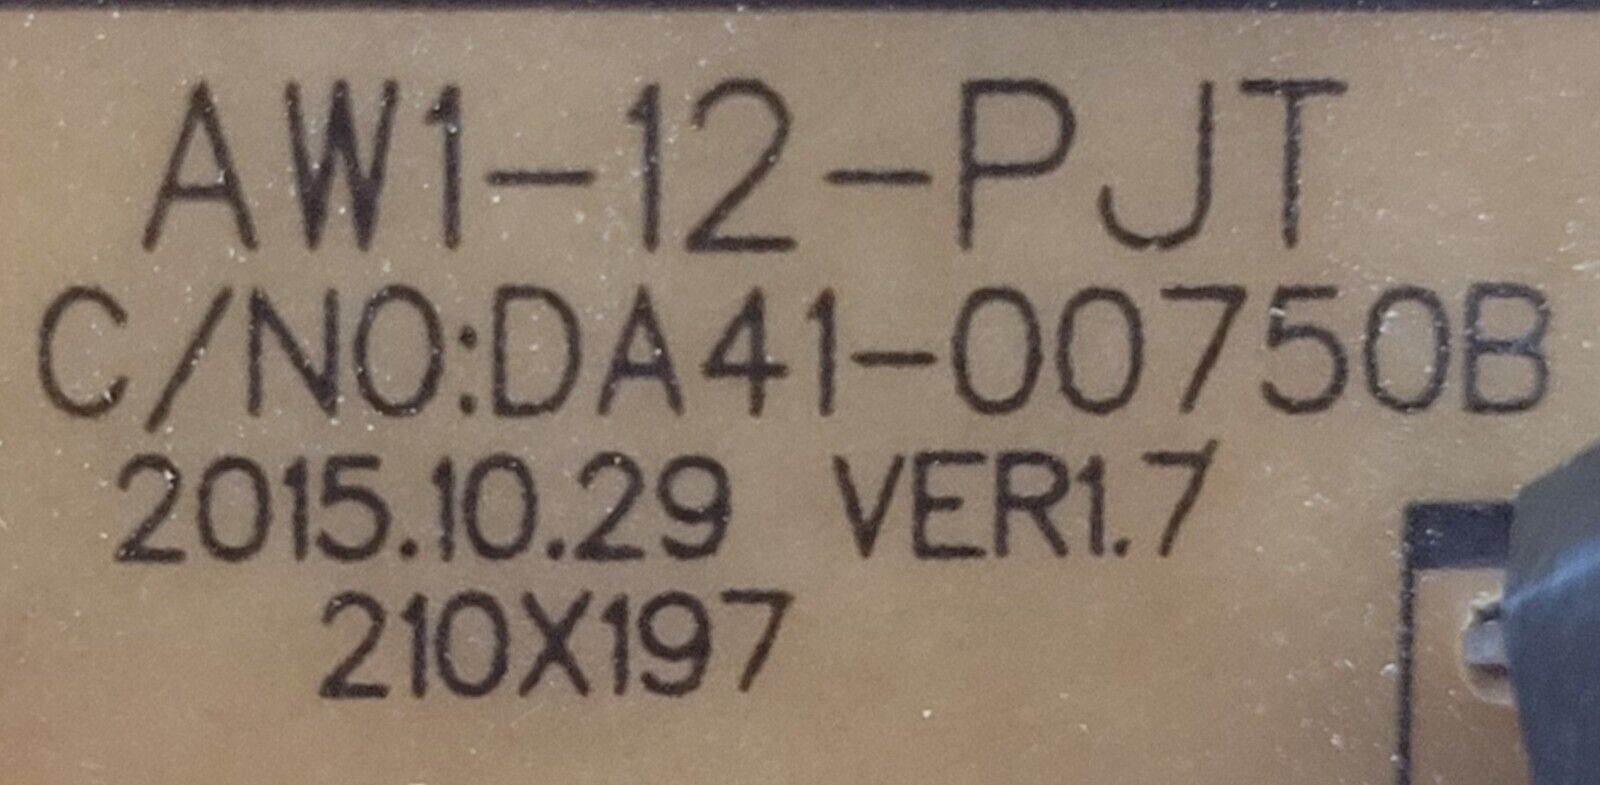 AW1-12-PJT
C/NO:DA41-00750B
2015.10.29 VER1.7
210X197